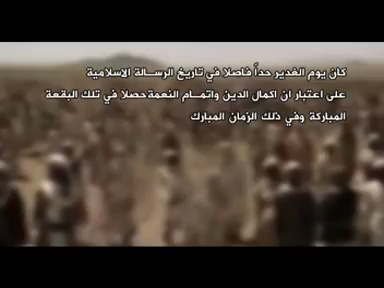 كان يوم الغدير حداً فاصلا في تاريخ الرسالة الاسلامية
على اعتبار ان اكمال الدين واتمام النعمة حصلا في تلك البقعة
المباركة وفي ذلك الزمان المبارك